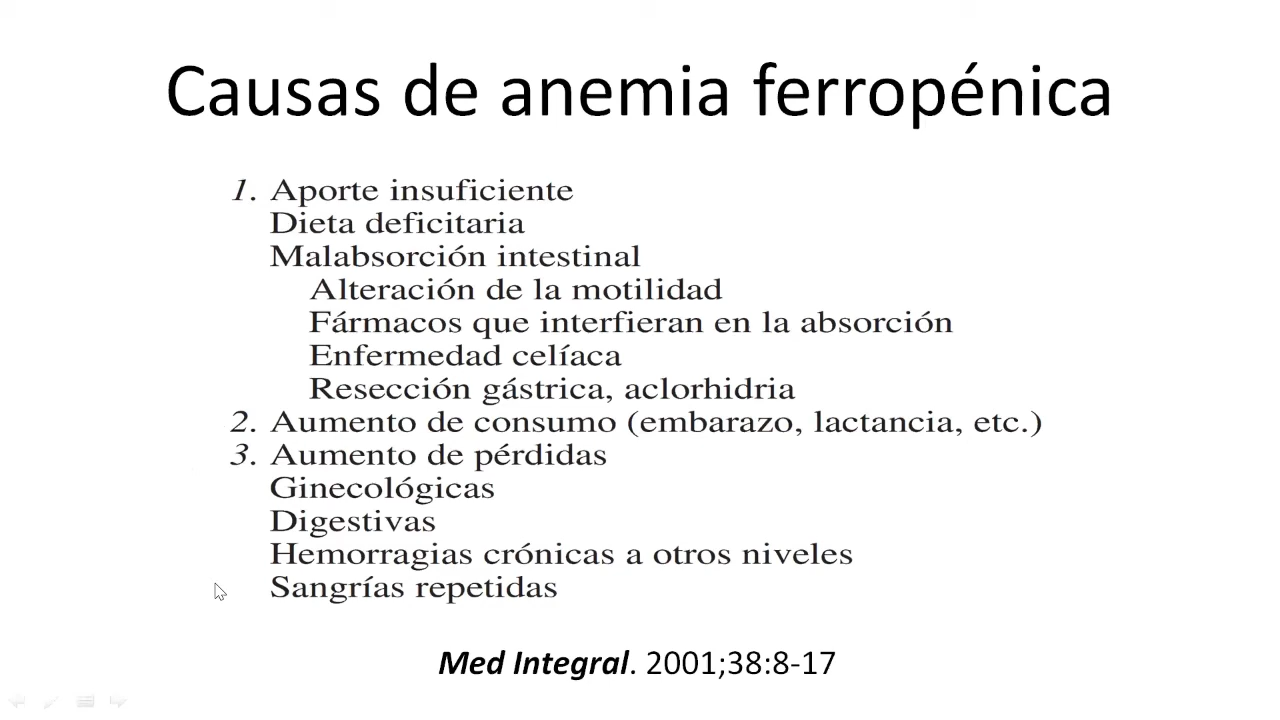 Causas de anemia ferropénica
1. Aporte insuficiente
Dieta deficitaria
Malabsorción intestinal
Alteración de la motilidad
Fármacos que interfieran en la absorción
Enfermedad celíaca
Resección gástrica, aclorhidria
2. Aumento de consumo (embarazo, lactancia, etc.)
3. Aumento de pérdidas
Ginecológicas
Digestivas
Hemorragias crónicas a otros niveles
Sangrías repetidas
Med Integral. 2001;38:8-17